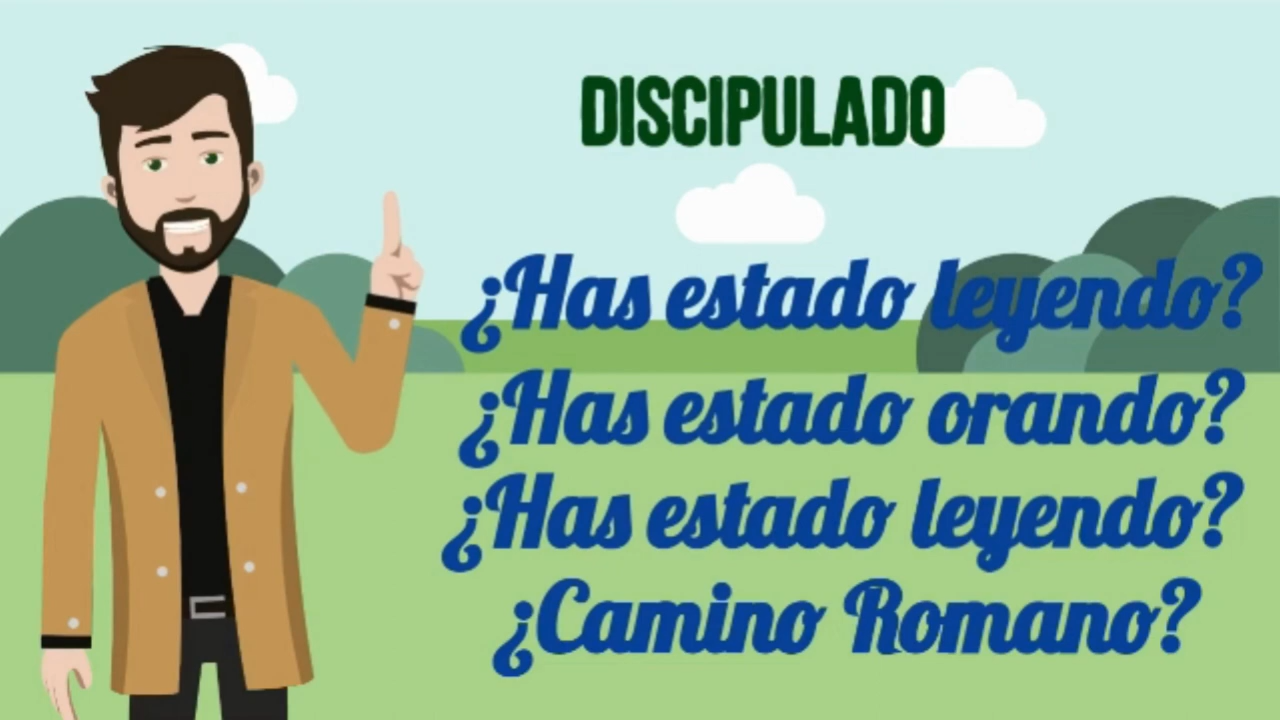 DISCIPULADO
¿Has estado leyendo?
¿Has estado orando?
¿Has estado leyendo?
¿Camino Romano?